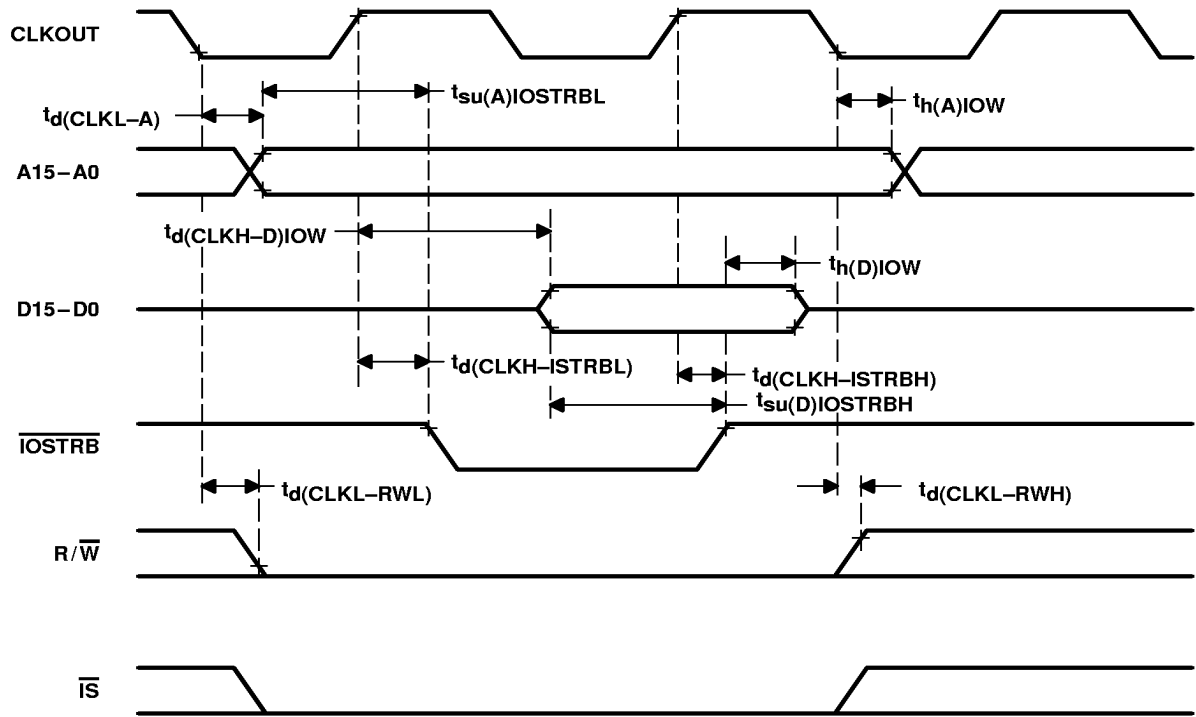 CLKOUT
tsu(A)IOSTRBL
th(A)IOW
td(CLKL–A)
A15–A0
td(CLKH–D)IOW
th(D)IOW
D15–D0
td(CLKH–ISTRBL)
td(CLKH–ISTRBH)
tsu(D)IOSTRBH
IOSTRB
td(CLKL–RWL)
td(CLKL–RWH)
R/W
IS